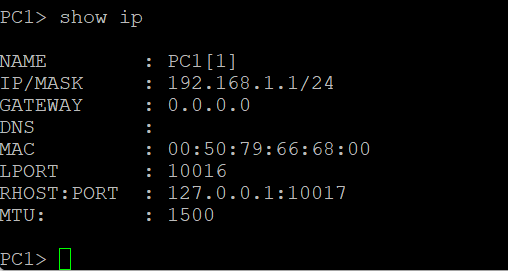 PC1> show ip
NAME        : PC1[1]
IP/MASK     : 192.168.1.1/24
GATEWAY     : 0.0.0.0
DNS         :
MAC         : 00:50:79:66:68:00
LPORT       : 10016
RHOST:PORT  : 127.0.0.1:10017
MTU:        : 1500
PC1>